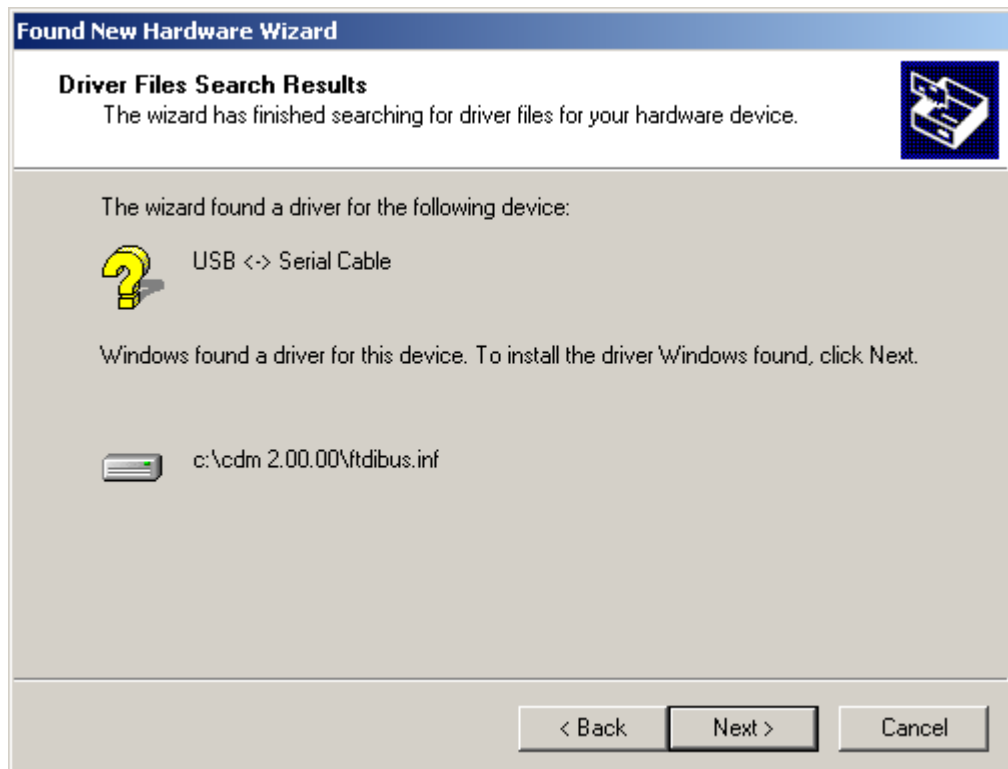 Found New Hardware Wizard
Driver Files Search Results
The wizard has finished searching for driver files for your hardware device.
The wizard found a driver for the following device:
USB <-> Serial Cable
Windows found a driver for this device. To install the driver Windows found, click Next.
c:\cdm 2.00.00\ftdibus.inf
< Back
Next >
Cancel